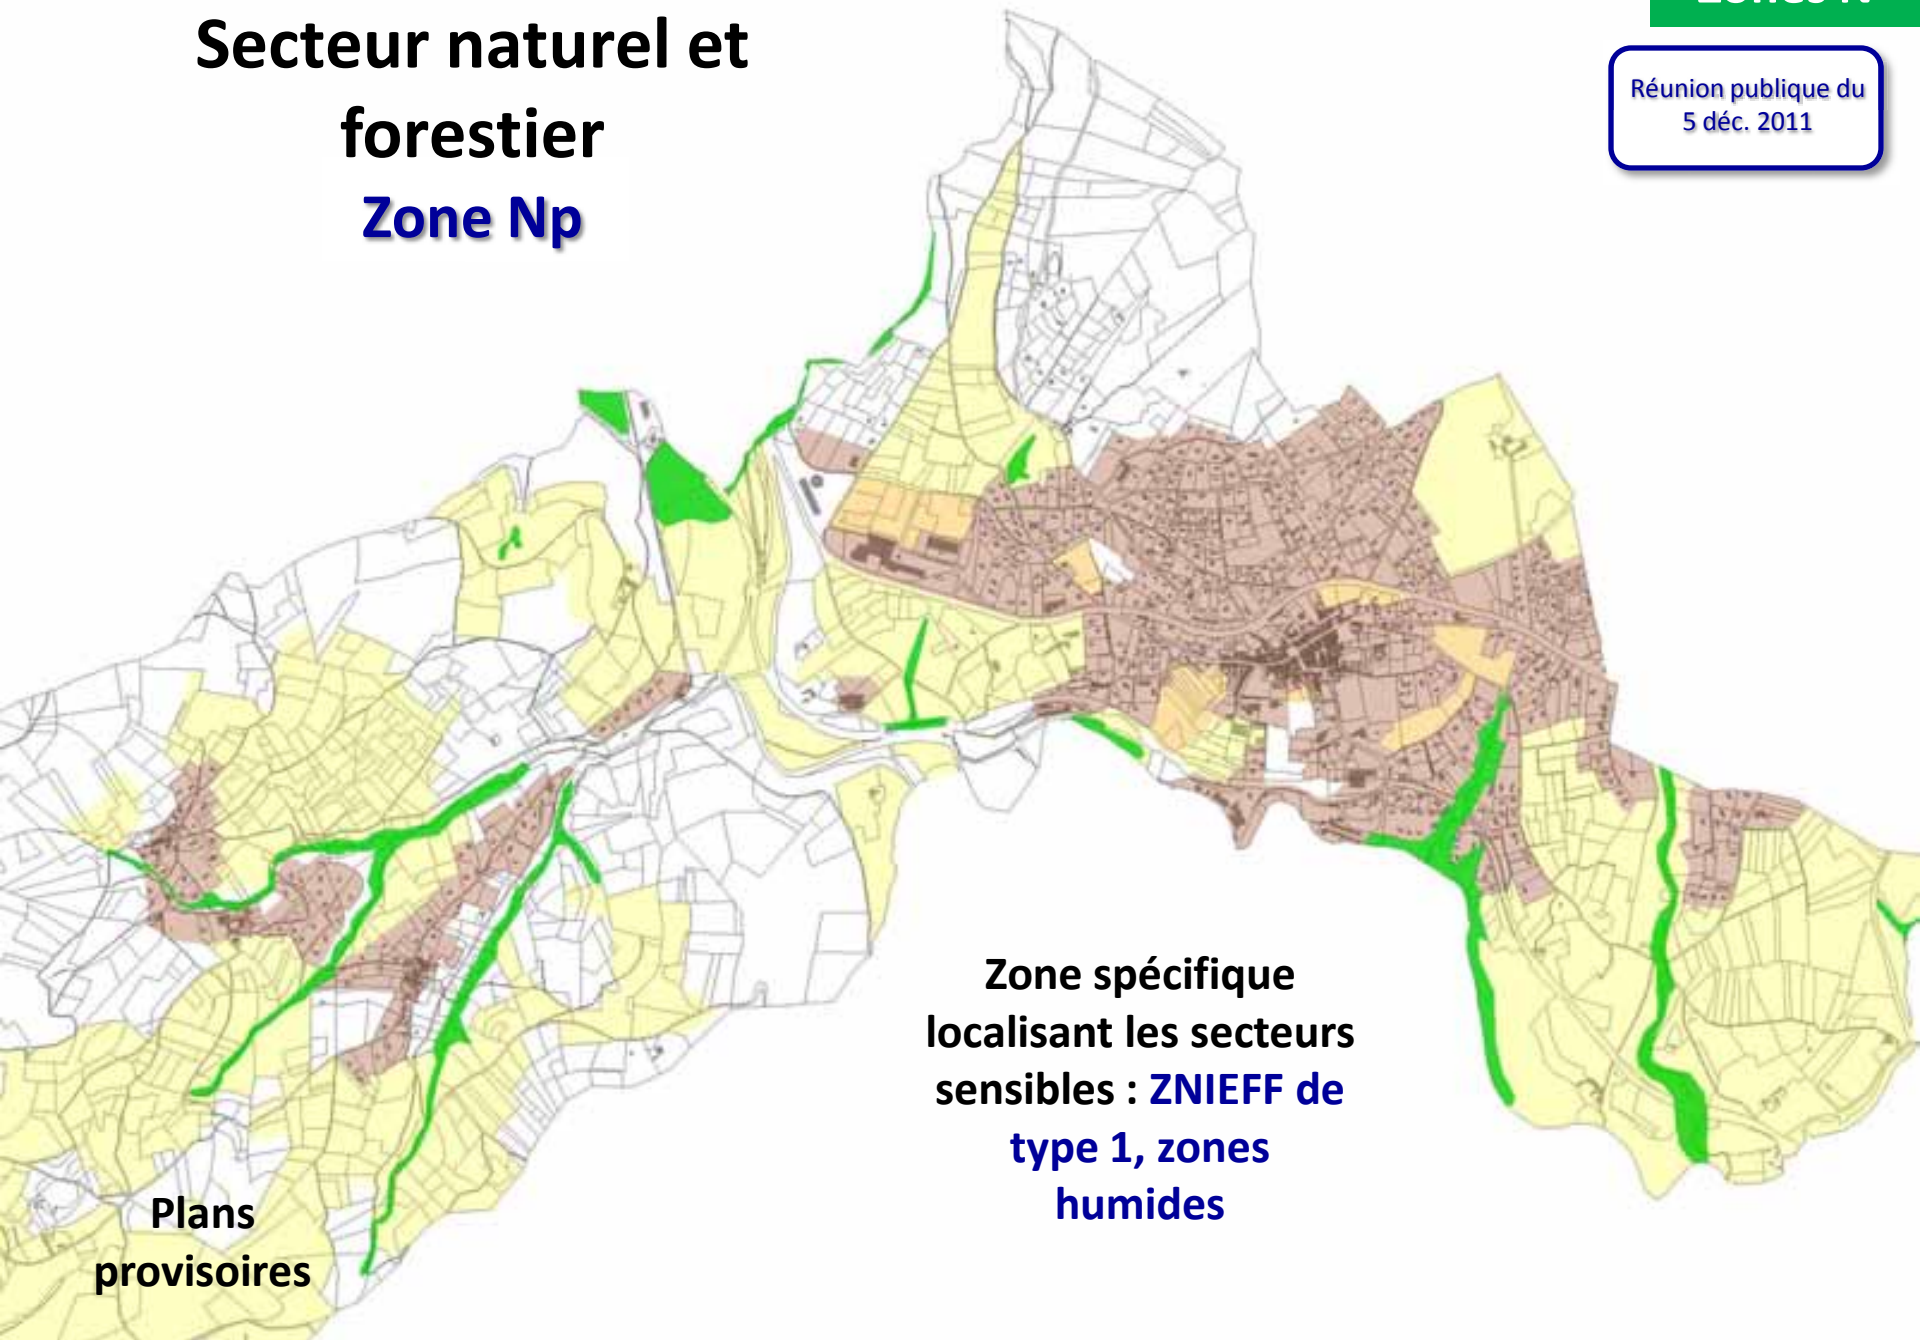 Secteur naturel et
forestier
Zone Np
Zones N
Réunion publique du
5 déc. 2011
Zone spécifique
localisant les secteurs
sensibles : ZNIEFF de
type 1, zones
humides
Plans
provisoires